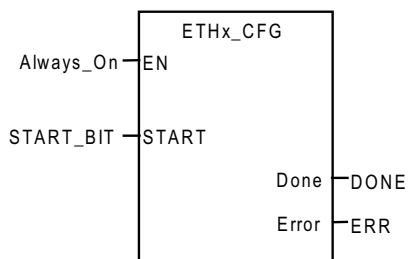 ETHx_CFG
Always_On EN
START_BIT START
Done DONE
Error ERR